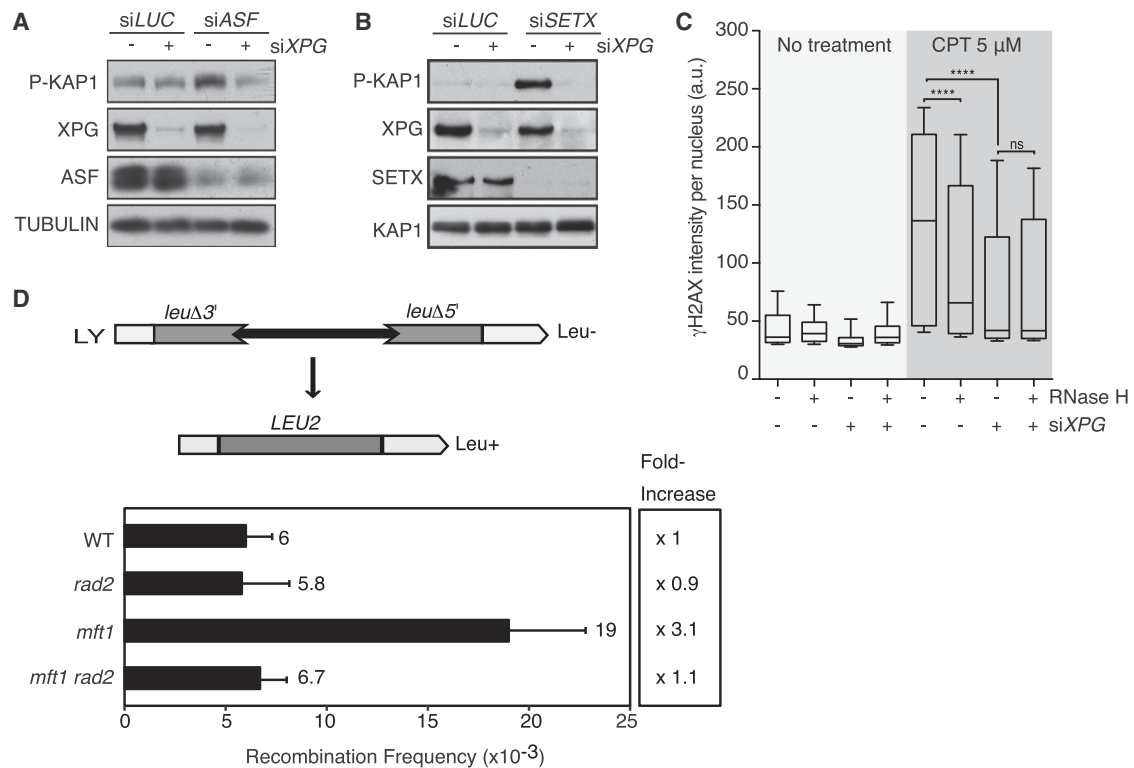 A
siLUC siASF
- + - + siXPG
P-KAP1
XPG
ASF
TUBULIN
B
siLUC siSETX
- + - + siXPG
P-KAP1
XPG
SETX
KAP1
C
γH2AX intensity per nucleus (a.u.)
300
250
200
150
100
50
0
No treatment CPT 5 μM
****
****
ns
- + - + - + - + RNase H
- - + + - - + + siXPG
D
leuΔ3' leuΔ5'
LY Leu-
LEU2
Leu+
Fold-
Increase
WT 6 x 1
rad2 5.8 x 0.9
mft1 19 x 3.1
mft1 rad2 6.7 x 1.1
0 5 10 15 20 25
Recombination Frequency (x10-3)